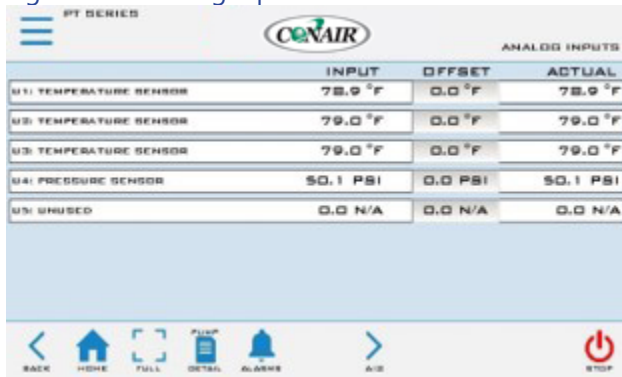 PT SERIES
CONAIR
ANALOG INPUTS
INPUT OFFSET ACTUAL
U1: TEMPERATURE SENSOR 78.9 °F 0.0 °F 78.9 °F
U2: TEMPERATURE SENSOR 79.0 °F 0.0 °F 79.0 °F
U3: TEMPERATURE SENSOR 79.0 °F 0.0 °F 79.0 °F
U4: PRESSURE SENSOR 50.1 PSI 0.0 PSI 50.1 PSI
U5: UNUSED 0.0 N/A 0.0 N/A 0.0 N/A
BACK HOME FULL PUMP DETAIL ALARMS STOP